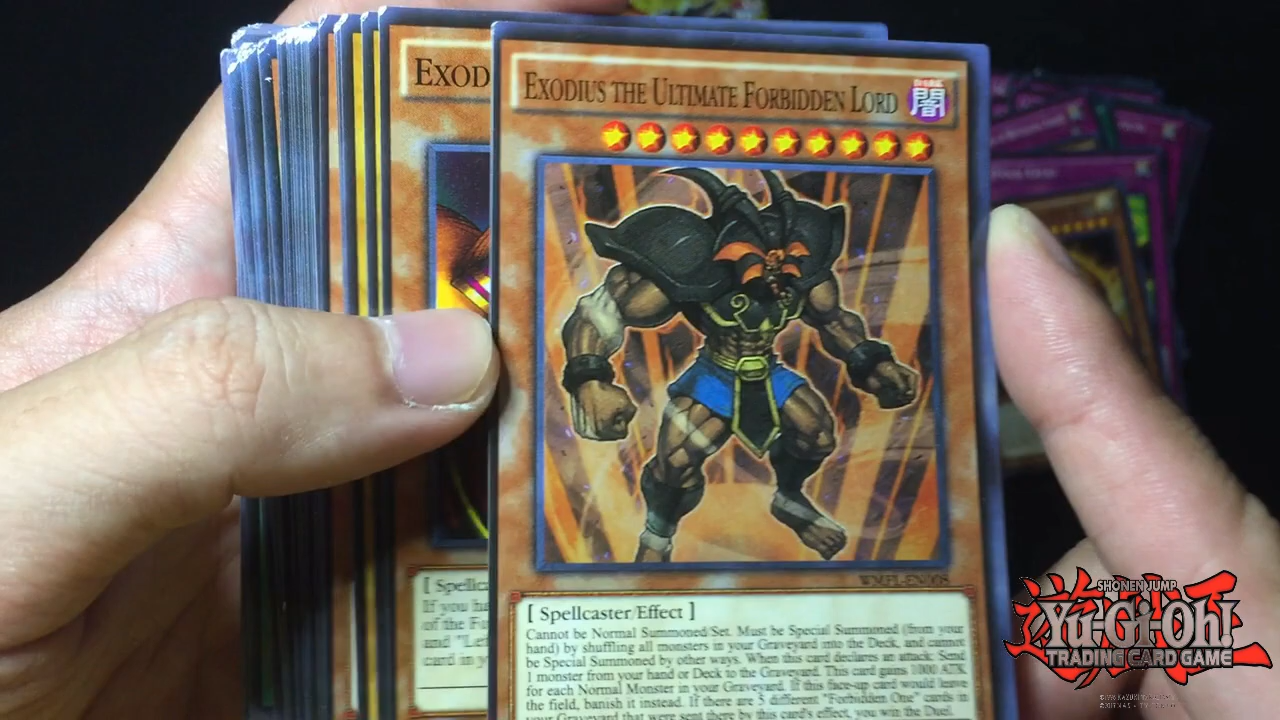 EXOD
EXODIUS THE ULTIMATE FORBIDDEN LORD
DARK
闇
WMFL-EN008
[ Spellca
If you ha
of the Fo
and "Le
card in y
[ Spellcaster/Effect ]
Cannot be Normal Summoned/Set. Must be Special Summoned (from your
hand) by shuffling all monsters in your Graveyard into the Deck, and cannot
be Special Summoned by other ways. When this card declares an attack: Send
1 monster from your hand or Deck to the Graveyard. This card gains 1000 ATK
for each Normal Monster in your Graveyard. If this face-up card would leave
the field, banish it instead. If there are 5 different "Forbidden One" cards in
your Graveyard that were sent there by this card's effect, you win the Duel.
SHONEN JUMP
遊戯王
Yu-Gi-Oh!
TRADING CARD GAME